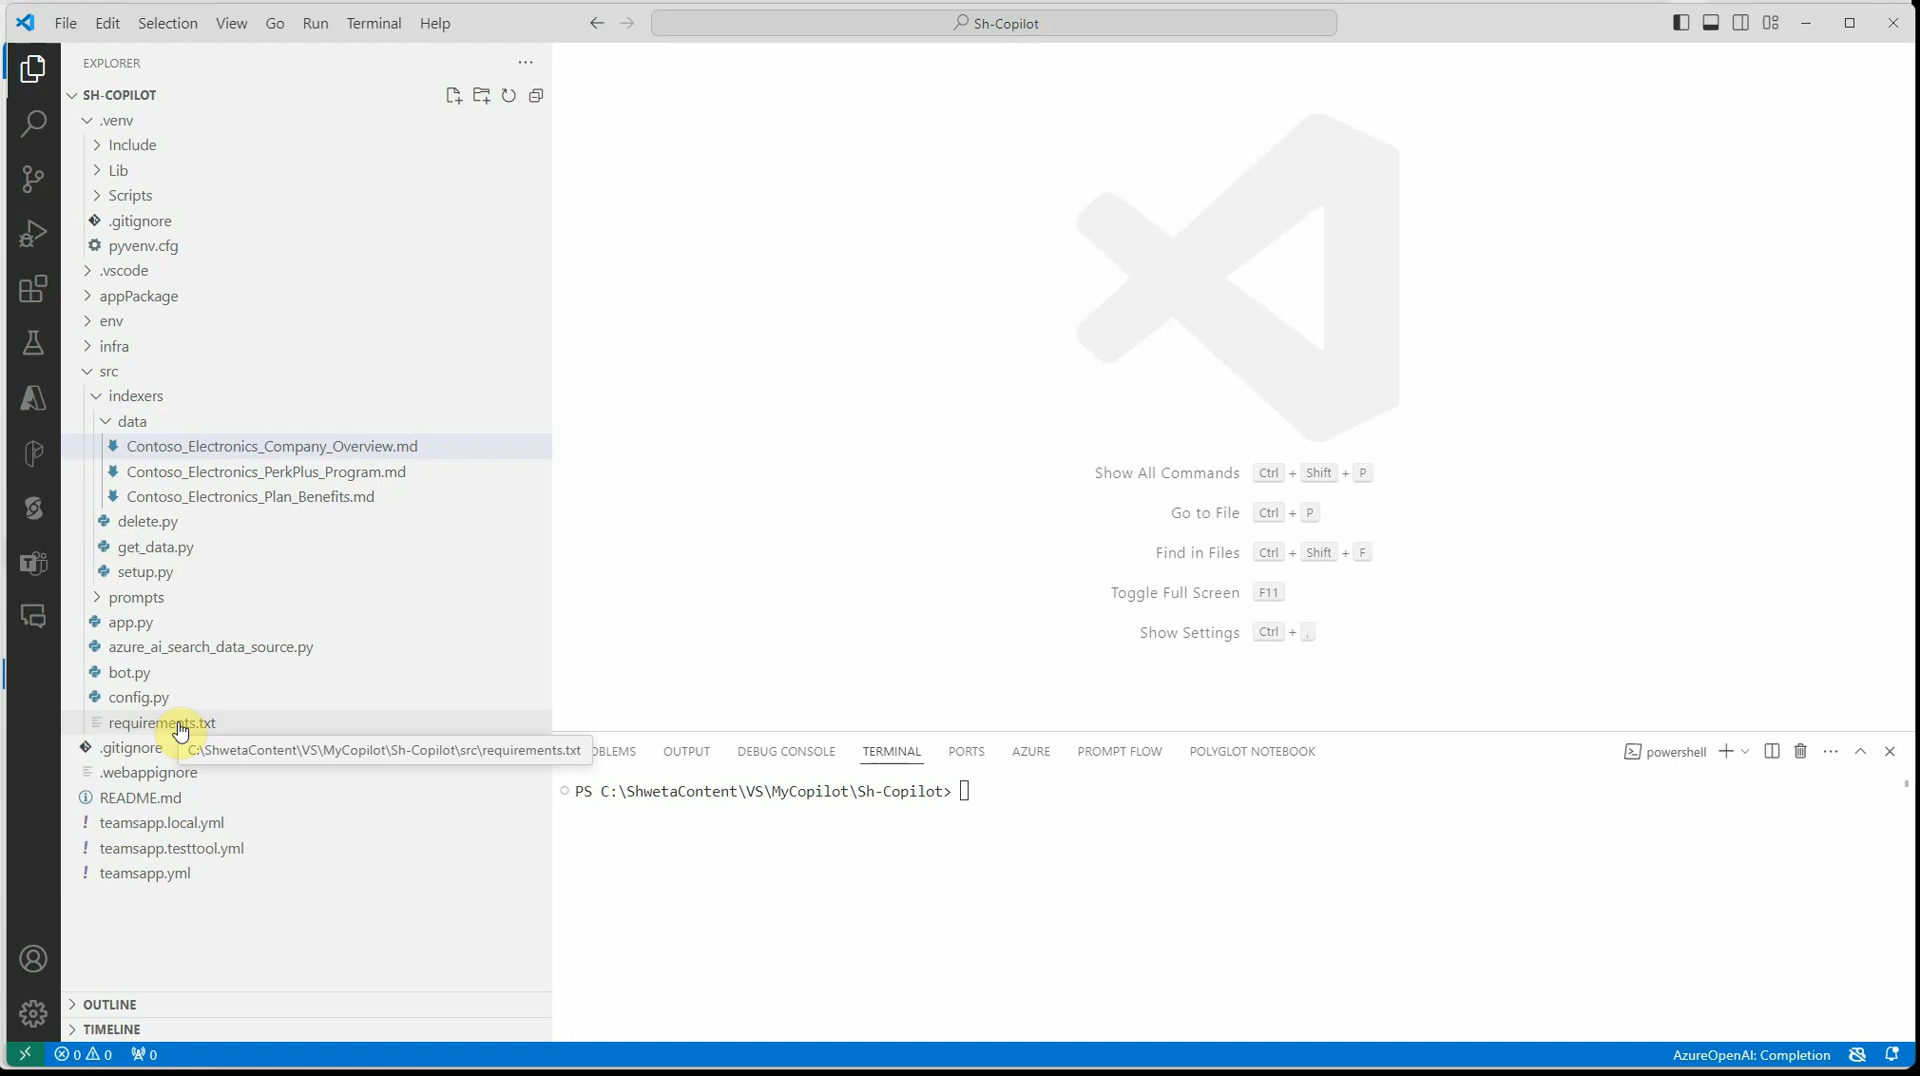 File Edit Selection View Go Run Terminal Help
Sh-Copilot
EXPLORER
SH-COPILOT
.venv
Include
Lib
Scripts
.gitignore
pyvenv.cfg
.vscode
appPackage
env
infra
src
indexers
data
Contoso_Electronics_Company_Overview.md
Contoso_Electronics_PerkPlus_Program.md
Contoso_Electronics_Plan_Benefits.md
delete.py
get_data.py
setup.py
prompts
app.py
azure_ai_search_data_source.py
bot.py
config.py
requirements.txt
.gitignore
C:\ShwetaContent\VS\MyCopilot\Sh-Copilot\src\requirements.txt
.webappignore
README.md
teamsapp.local.yml
teamsapp.testtool.yml
teamsapp.yml
OUTLINE
TIMELINE
Show All Commands Ctrl + Shift + P
Go to File Ctrl + P
Find in Files Ctrl + Shift + F
Toggle Full Screen F11
Show Settings Ctrl + ,
OBLEMS OUTPUT DEBUG CONSOLE TERMINAL PORTS AZURE PROMPT FLOW POLYGLOT NOTEBOOK
powershell
PS C:\ShwetaContent\VS\MyCopilot\Sh-Copilot>
0 0 0
AzureOpenAI: Completion